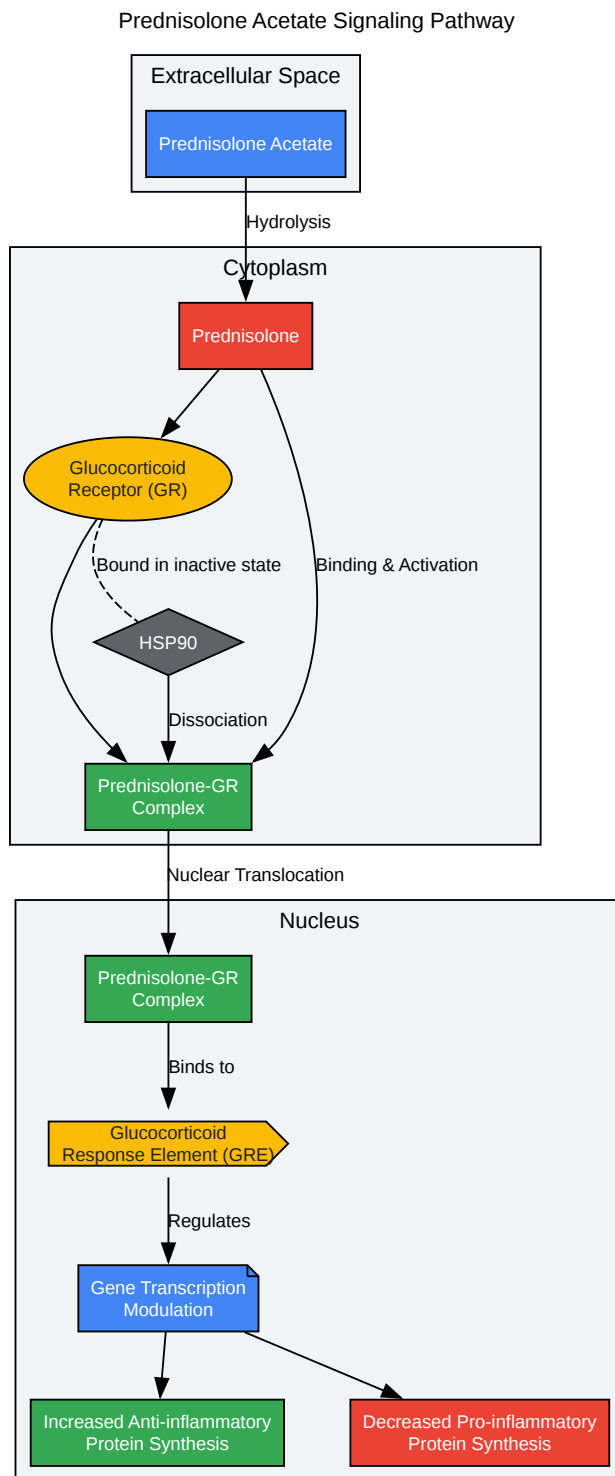 Prednisolone Acetate Signaling Pathway
Extracellular Space
Prednisolone Acetate
Hydrolysis
Cytoplasm
Prednisolone
Glucocorticoid
Receptor (GR)
Bound in inactive state
Binding & Activation
HSP90
Dissociation
Prednisolone-GR
Complex
Nuclear Translocation
Nucleus
Prednisolone-GR
Complex
Binds to
Glucocorticoid
Response Element (GRE)
Regulates
Gene Transcription
Modulation
Increased Anti-inflammatory
Protein Synthesis
Decreased Pro-inflammatory
Protein Synthesis